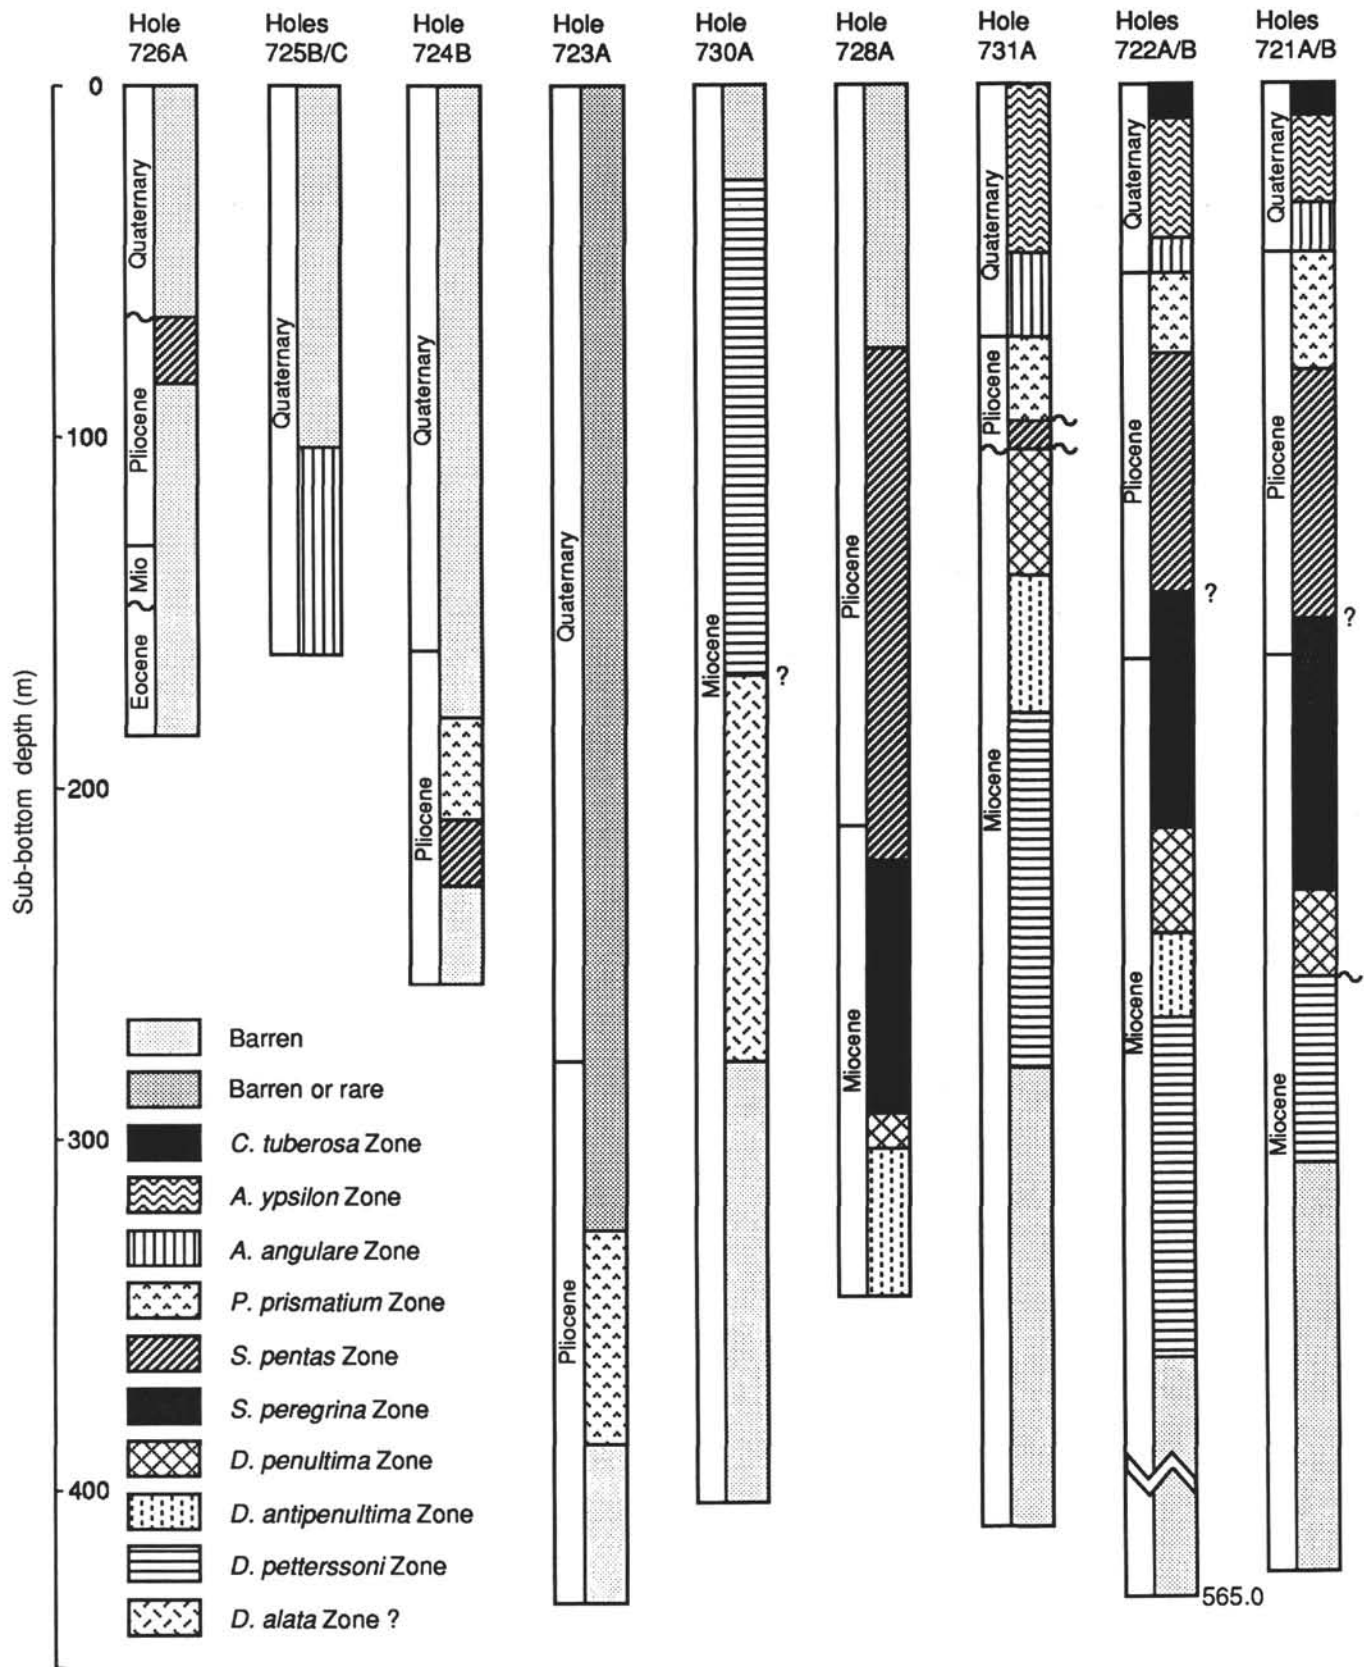 Hole 726A
Holes 725B/C
Hole 724B
Hole 723A
Hole 730A
Hole 728A
Hole 731A
Holes 722A/B
Holes 721A/B
Sub-bottom depth (m)
0
100
200
300
400
Quaternary
Pliocene
Mio
Eocene
Quaternary
Quaternary
Pliocene
Quaternary
Pliocene
Miocene
?
Pliocene
Miocene
Quaternary
Pliocene
Miocene
Quaternary
Pliocene
?
Miocene
565.0
Quaternary
Pliocene
?
Miocene
Barren
Barren or rare
C. tuberosa Zone
A. ypsilon Zone
A. angulare Zone
P. prismatium Zone
S. pentas Zone
S. peregrina Zone
D. penultima Zone
D. antipenultima Zone
D. petterssoni Zone
D. alata Zone ?